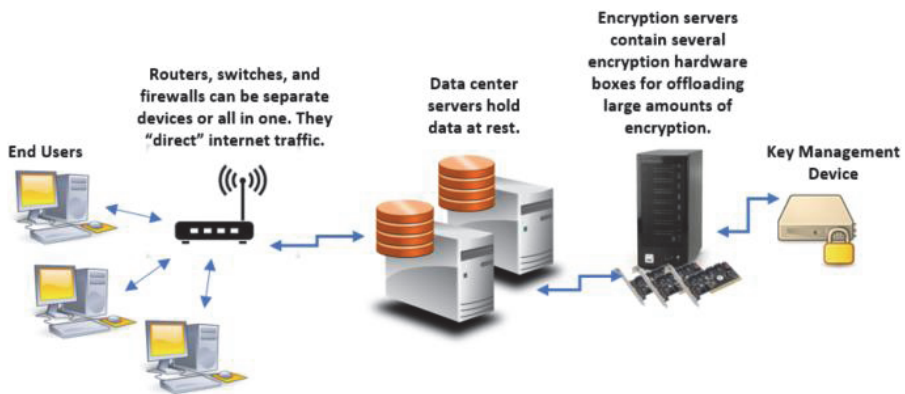 End Users
Routers, switches, and
firewalls can be separate
devices or all in one. They
“direct” internet traffic.
Data center
servers hold
data at rest.
Encryption servers
contain several
encryption hardware
boxes for offloading
large amounts of
encryption.
Key Management
Device